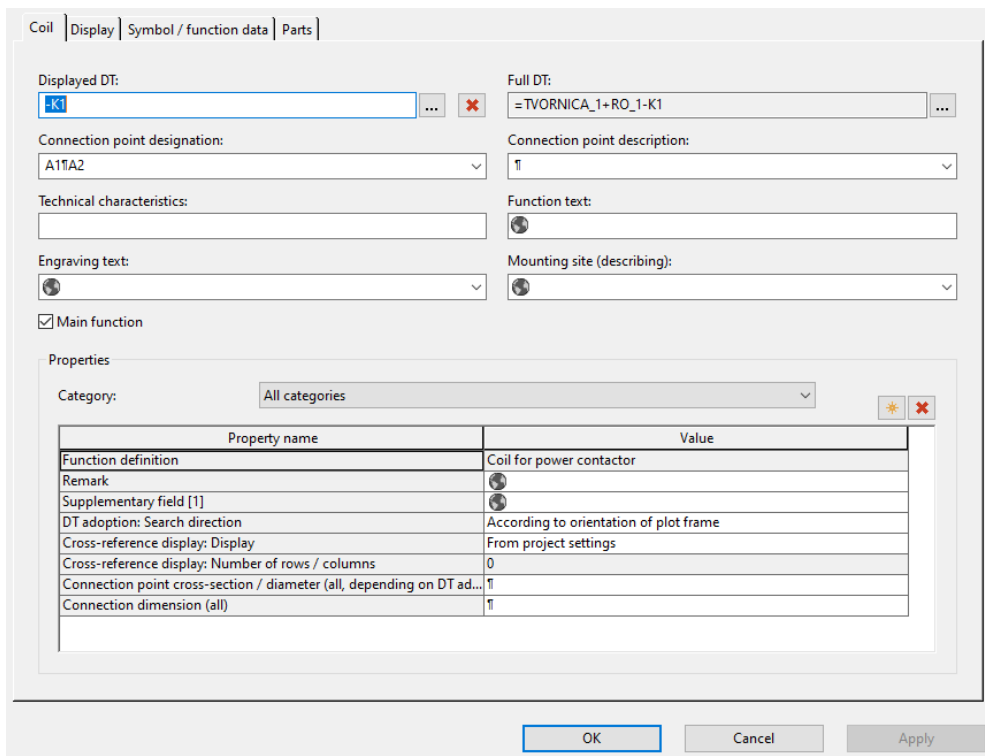 Coil Display Symbol / function data Parts
Displayed DT: Full DT:
-K1 ... =TVORNICA_1+RO_1-K1 ...
Connection point designation: Connection point description:
A1¶A2 ¶
Technical characteristics: Function text:
Engraving text: Mounting site (describing):
Main function
Properties
Category: All categories
Property name Value
Function definition Coil for power contactor
Remark
Supplementary field [1]
DT adoption: Search direction According to orientation of plot frame
Cross-reference display: Display From project settings
Cross-reference display: Number of rows / columns 0
Connection point cross-section / diameter (all, depending on DT ad... ¶
Connection dimension (all) ¶
OK Cancel Apply